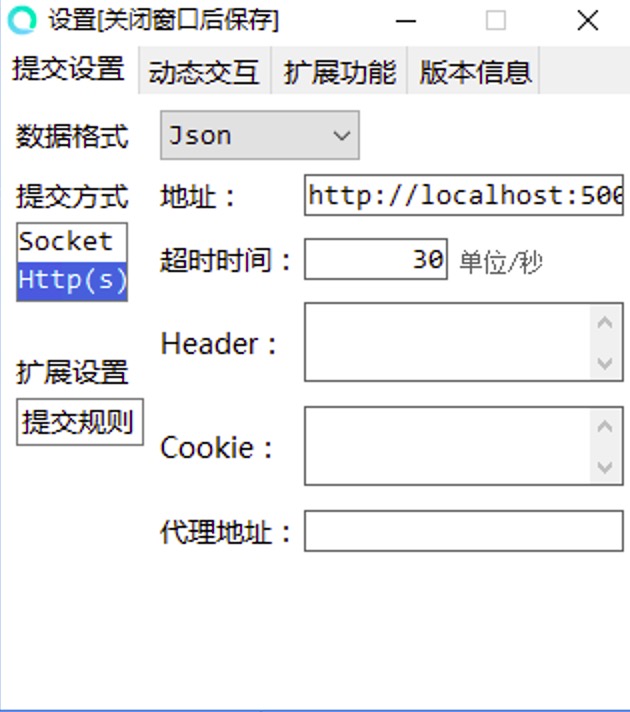 设置[关闭窗口后保存]
提交设置 动态交互 扩展功能 版本信息
数据格式 Json
提交方式 地址：
http://localhost:500
Socket
Http(s)
超时时间： 30 单位/秒
Header：
扩展设置
提交规则
Cookie：
代理地址：